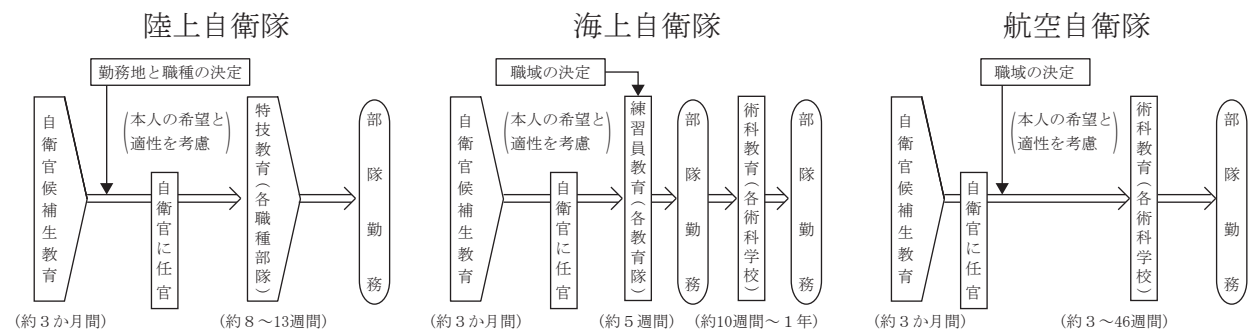 陸上自衛隊
勤務地と職種の決定
自衛官候補生教育
(本人の希望と
適性を考慮)
自衛官に任官
特技教育(各職種部隊)
部隊勤務
(約3か月間)
(約8～13週間)
海上自衛隊
職域の決定
自衛官候補生教育
(本人の希望と
適性を考慮)
自衛官に任官
練習員教育(各教育隊)
部隊勤務
術科教育(各術科学校)
部隊勤務
(約3か月間)
(約5週間)
(約10週間～1年)
航空自衛隊
職域の決定
自衛官候補生教育
自衛官に任官
(本人の希望と
適性を考慮)
術科教育(各術科学校)
部隊勤務
(約3か月間)
(約3～46週間)